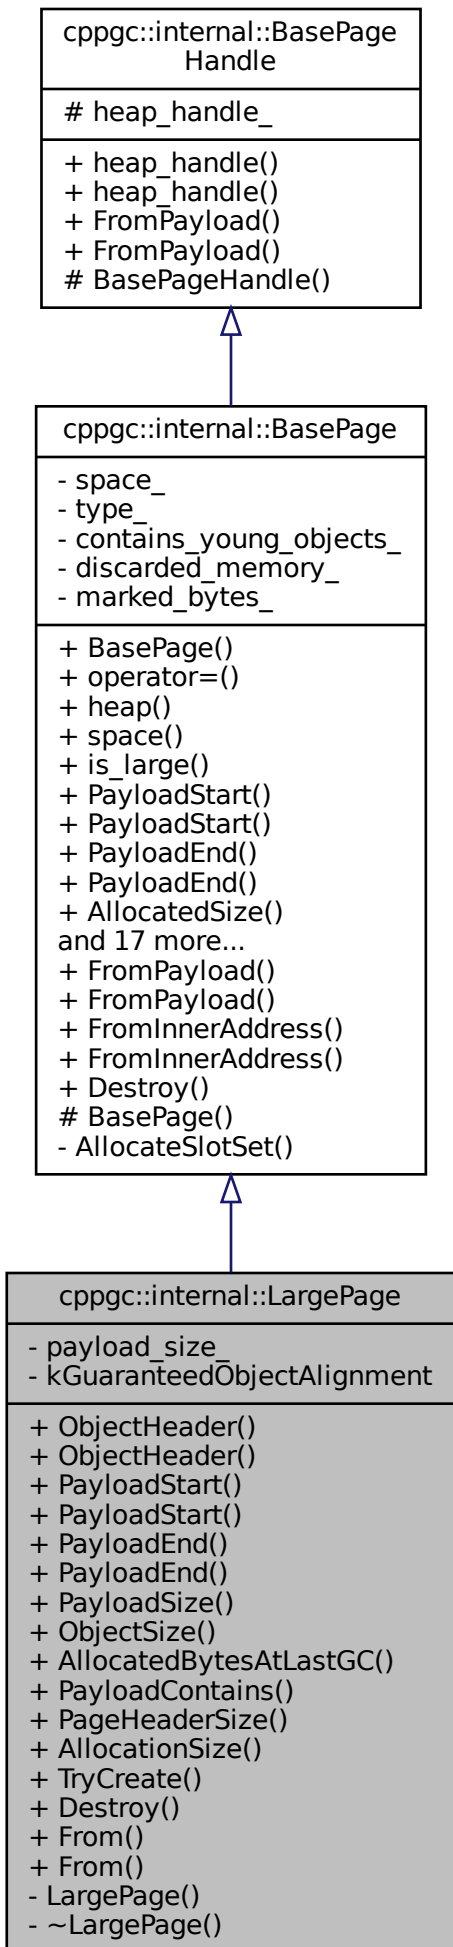 cppgc::internal::BasePage
Handle
# heap_handle_
+ heap_handle()
+ heap_handle()
+ FromPayload()
+ FromPayload()
# BasePageHandle()
cppgc::internal::BasePage
- space_
- type_
- contains_young_objects_
- discarded_memory_
- marked_bytes_
+ BasePage()
+ operator=()
+ heap()
+ space()
+ is_large()
+ PayloadStart()
+ PayloadStart()
+ PayloadEnd()
+ PayloadEnd()
+ AllocatedSize()
and 17 more...
+ FromPayload()
+ FromPayload()
+ FromInnerAddress()
+ FromInnerAddress()
+ Destroy()
# BasePage()
- AllocateSlotSet()
cppgc::internal::LargePage
- payload_size_
- kGuaranteedObjectAlignment
+ ObjectHeader()
+ ObjectHeader()
+ PayloadStart()
+ PayloadStart()
+ PayloadEnd()
+ PayloadEnd()
+ PayloadSize()
+ ObjectSize()
+ AllocatedBytesAtLastGC()
+ PayloadContains()
+ PageHeaderSize()
+ AllocationSize()
+ TryCreate()
+ Destroy()
+ From()
+ From()
- LargePage()
- ~LargePage()